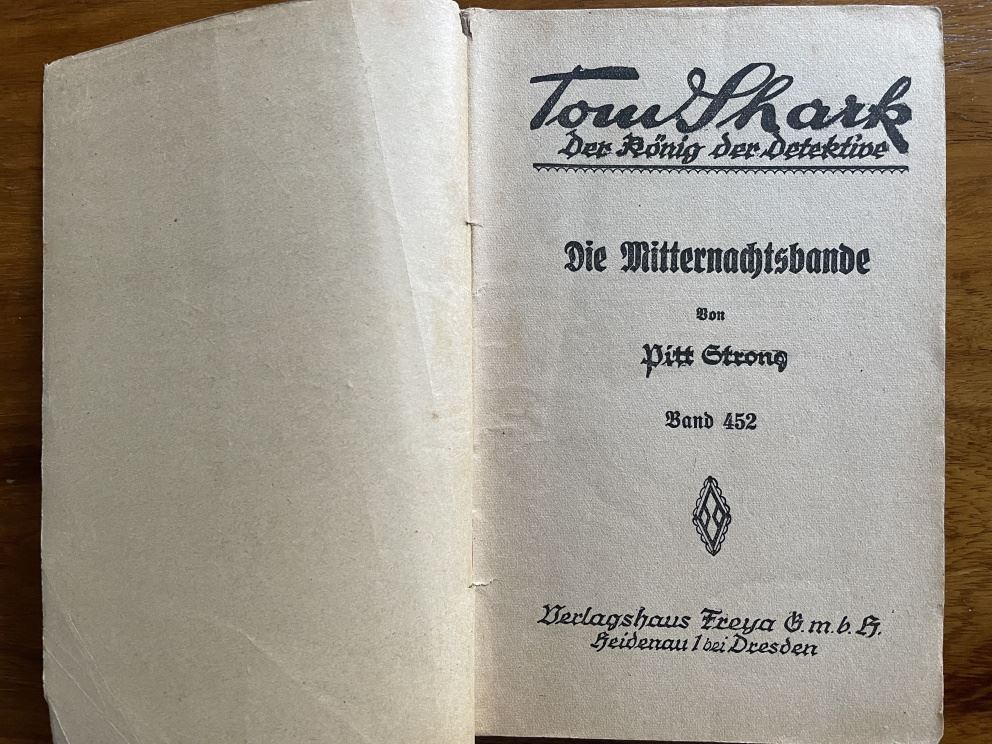 Tom Shark
Der König der Detektive
Die Mitternachtsbande
Von
Pitt Strong
Band 452
Verlagshaus Freya G. m. b. H.
Heidenau 1 bei Dresden